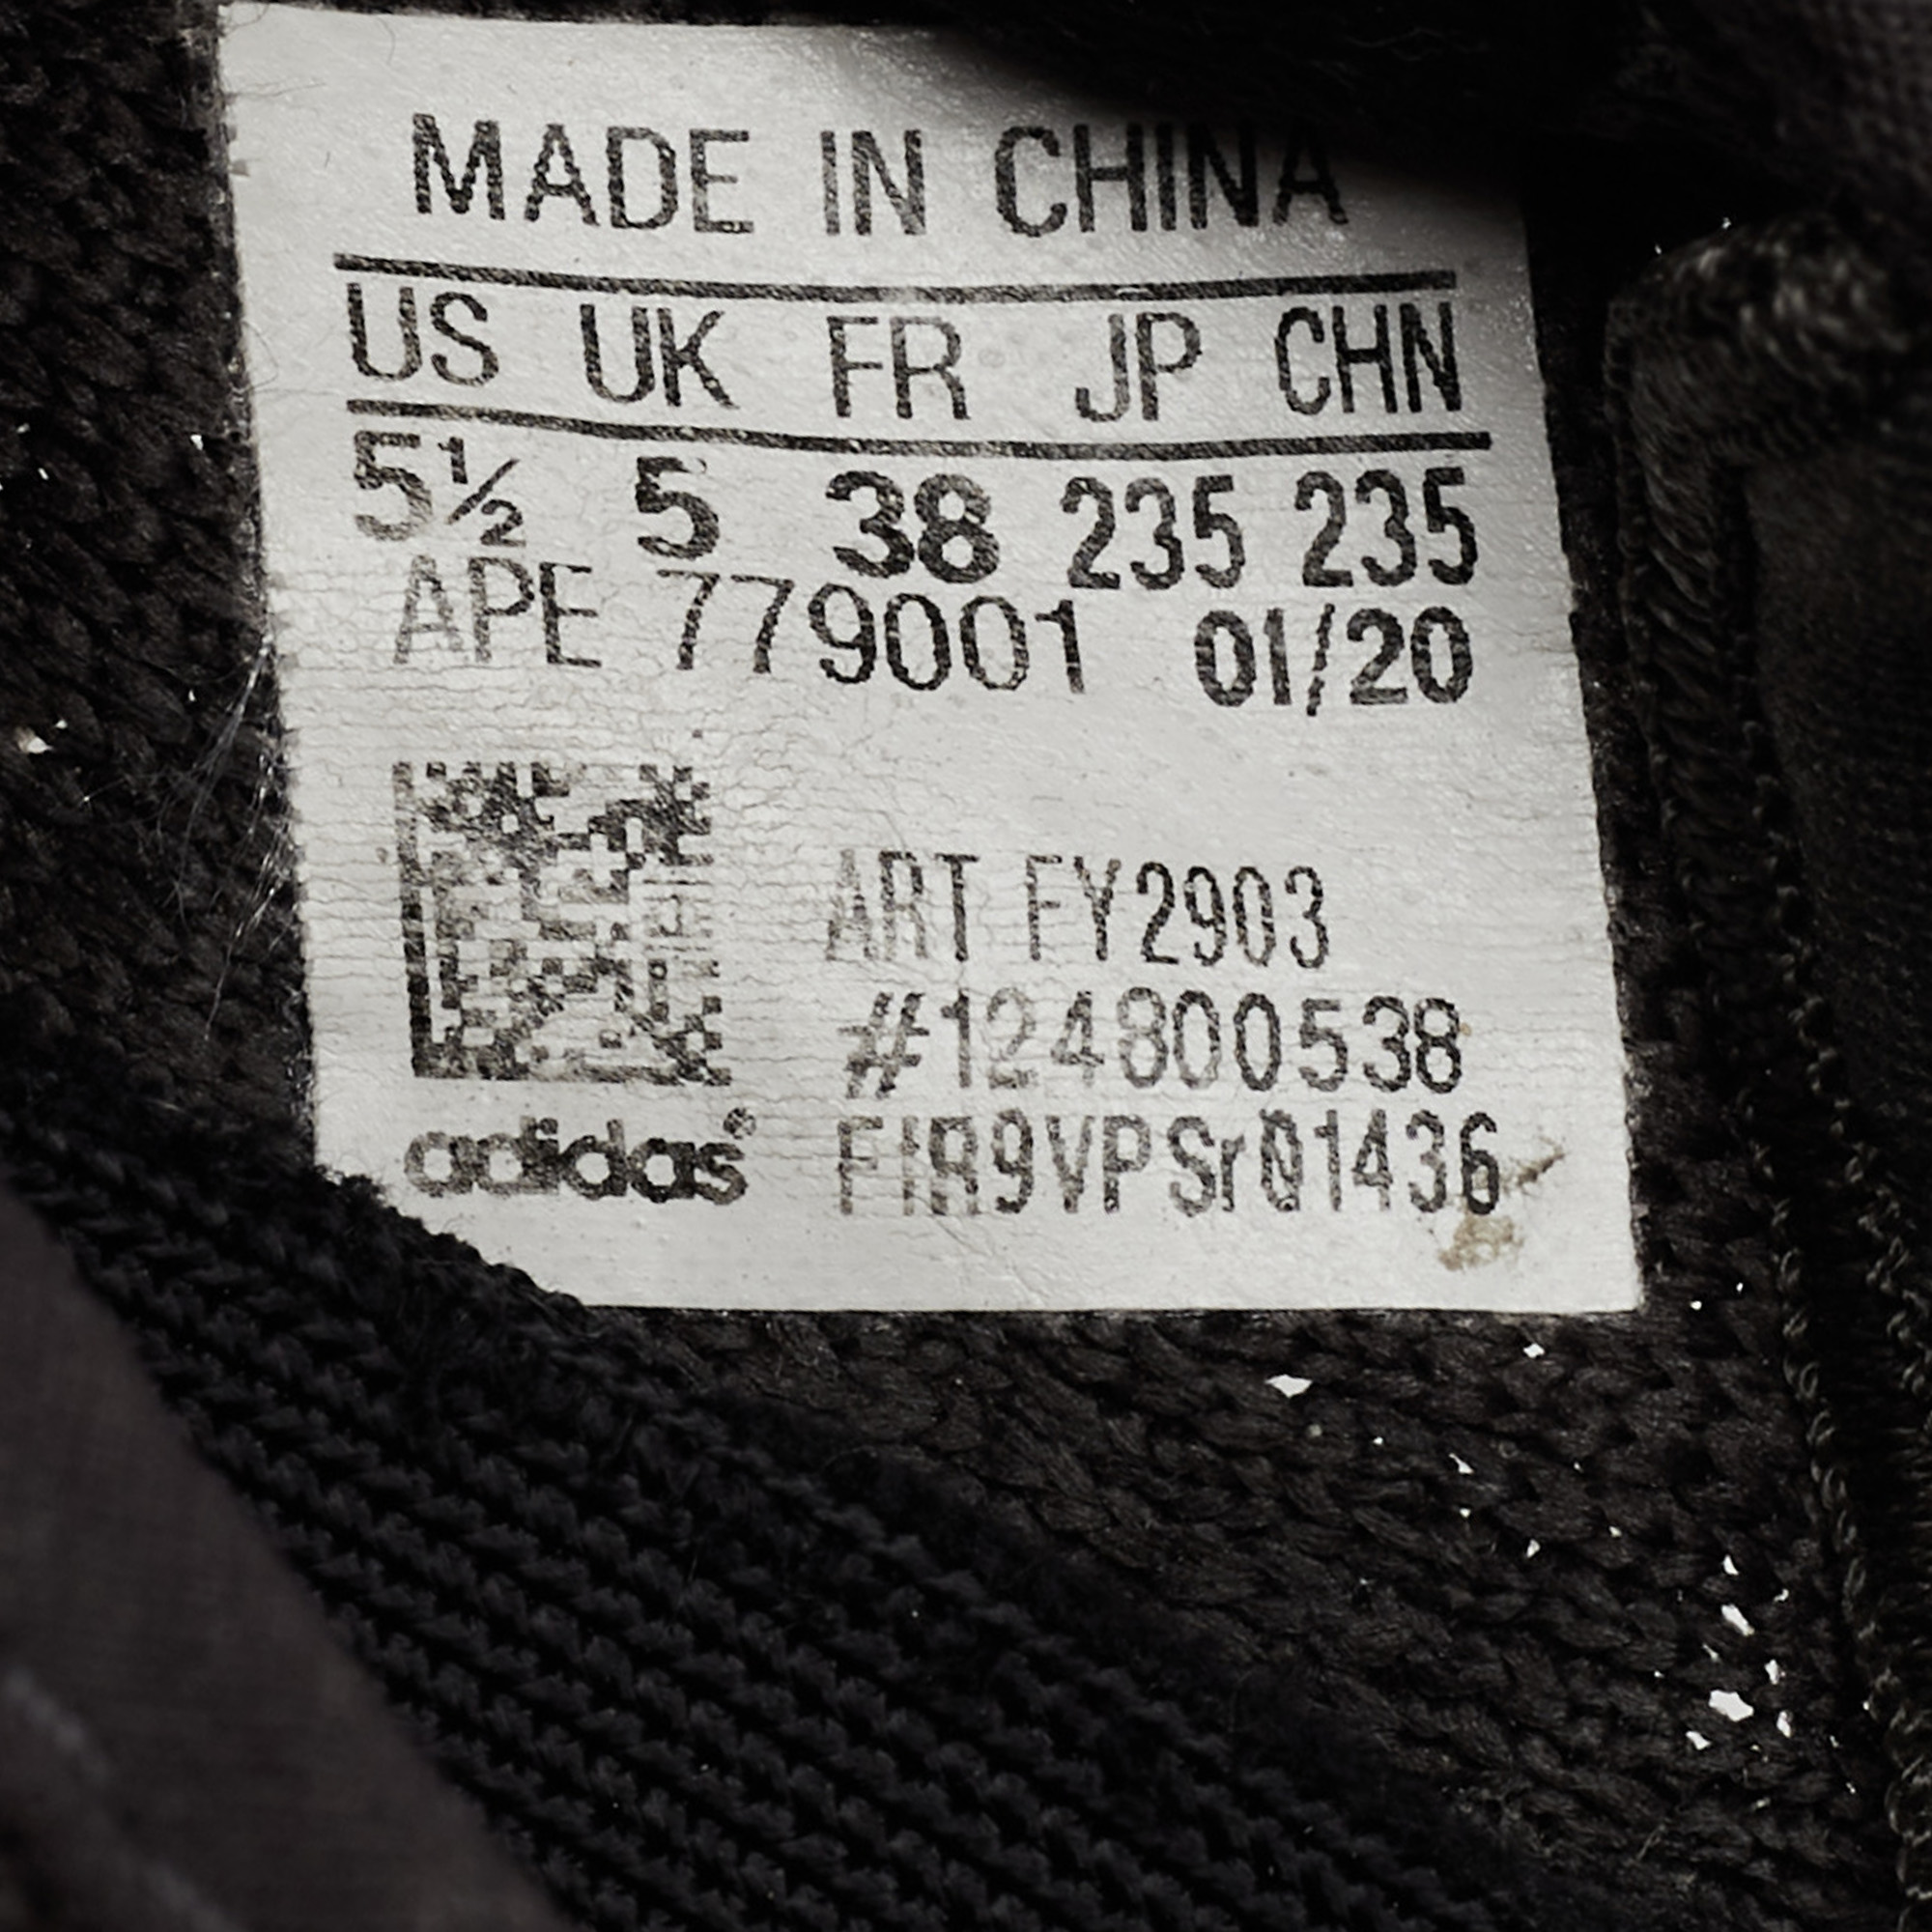 MADE IN CHINA
US UK FR JP CHN
5½ 5 38 235 235
APE 779001 01/20
ART FY2903
#124800538
adidas® FIR9VPSr01436